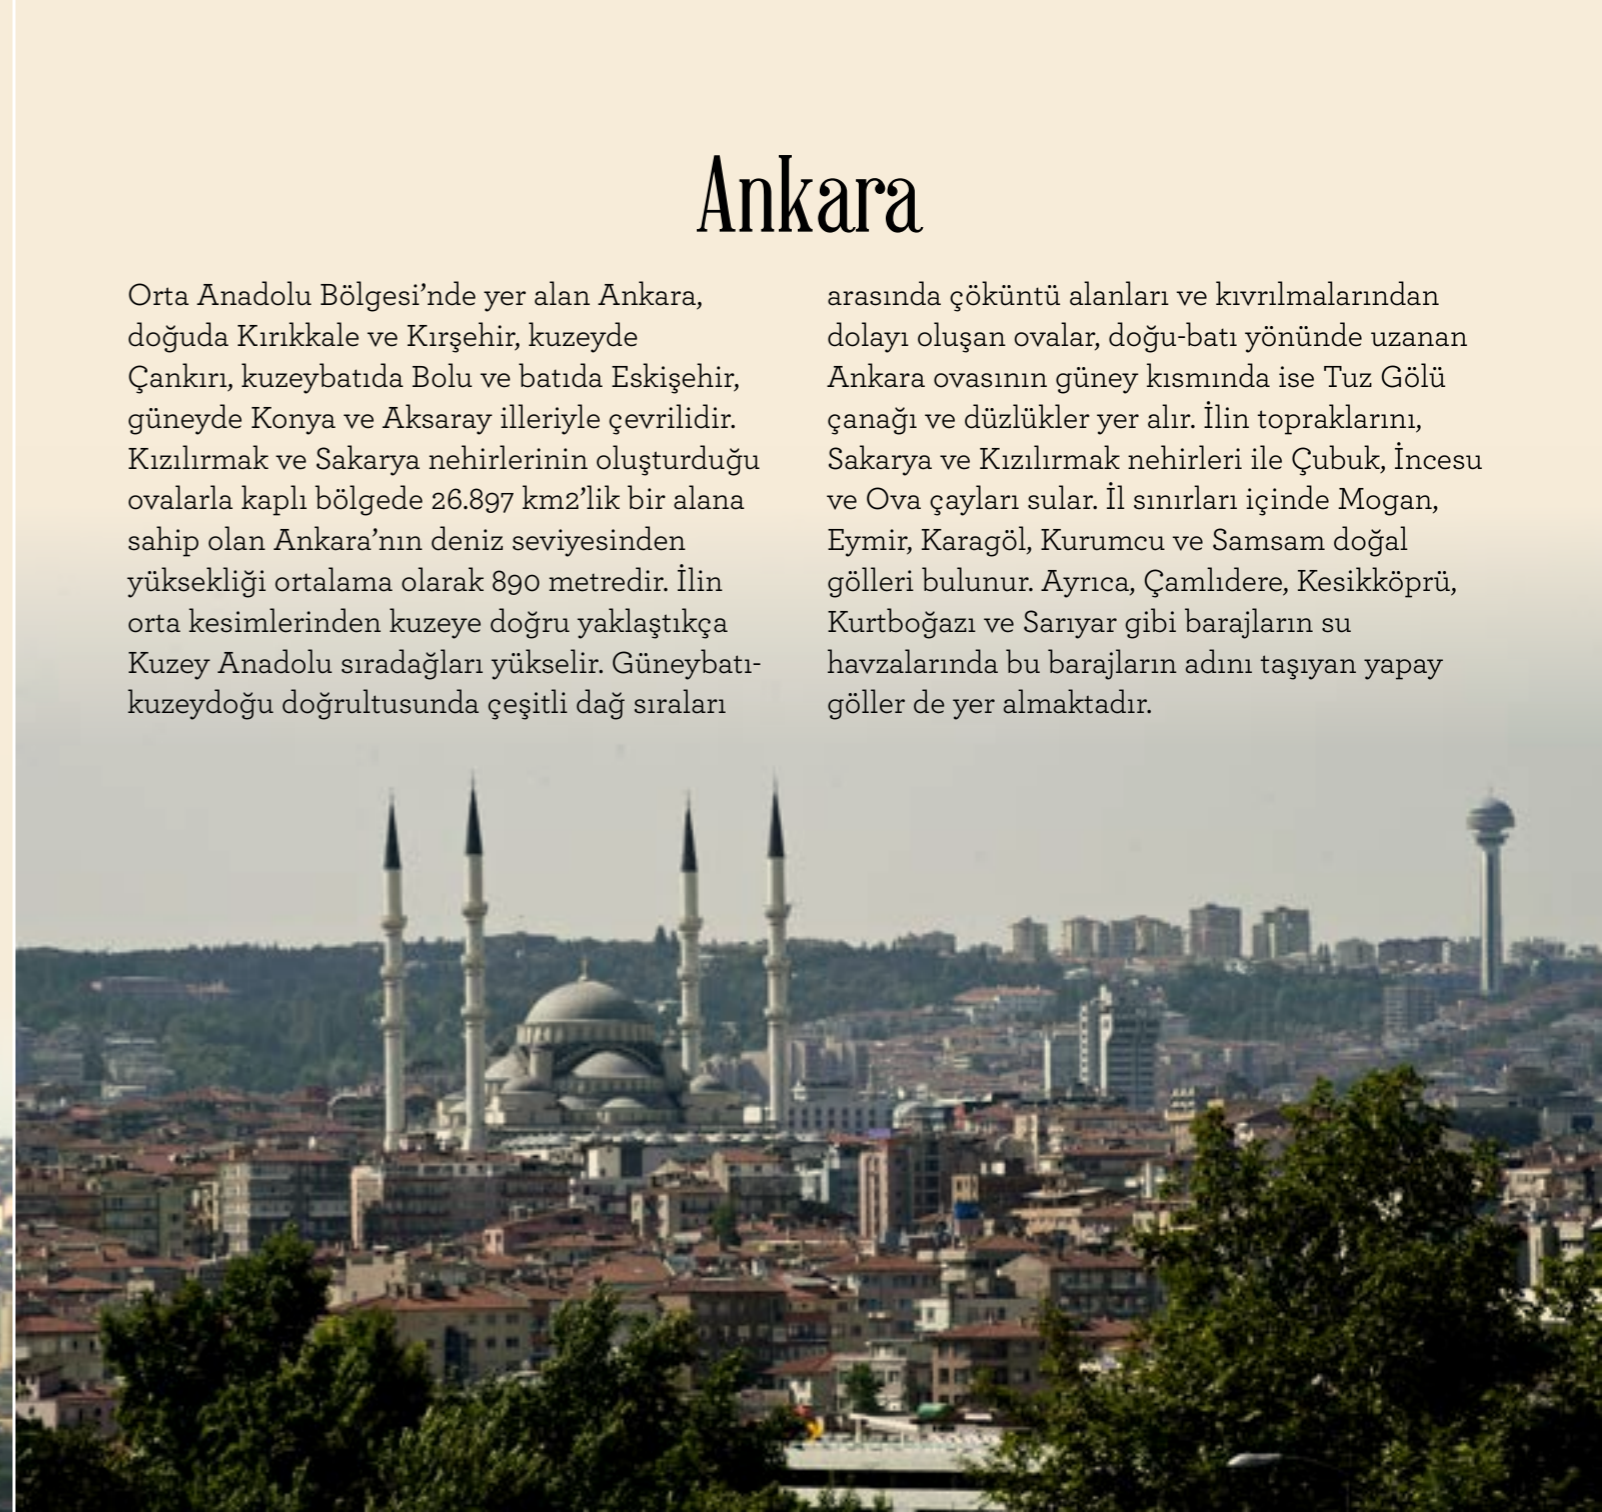 Ankara
Orta Anadolu Bölgesi’nde yer alan Ankara,
doğuda Kırıkkale ve Kırşehir, kuzeyde
Çankırı, kuzeybatıda Bolu ve batıda Eskişehir,
güneyde Konya ve Aksaray illeriyle çevrilidir.
Kızılırmak ve Sakarya nehirlerinin oluşturduğu
ovalarla kaplı bölgede 26.897 km2’lik bir alana
sahip olan Ankara’nın deniz seviyesinden
yüksekliği ortalama olarak 890 metredir. İlin
orta kesimlerinden kuzeye doğru yaklaştıkça
Kuzey Anadolu sıradağları yükselir. Güneybatı-
kuzeydoğu doğrultusunda çeşitli dağ sıraları
arasında çöküntü alanları ve kıvrılmalarından
dolayı oluşan ovalar, doğu-batı yönünde uzanan
Ankara ovasının güney kısmında ise Tuz Gölü
çanağı ve düzlükler yer alır. İlin topraklarını,
Sakarya ve Kızılırmak nehirleri ile Çubuk, İncesu
ve Ova çayları sular. İl sınırları içinde Mogan,
Eymir, Karagöl, Kurumcu ve Samsam doğal
gölleri bulunur. Ayrıca, Çamlıdere, Kesikköprü,
Kurtboğazı ve Sarıyar gibi barajların su
havzalarında bu barajların adını taşıyan yapay
göller de yer almaktadır.